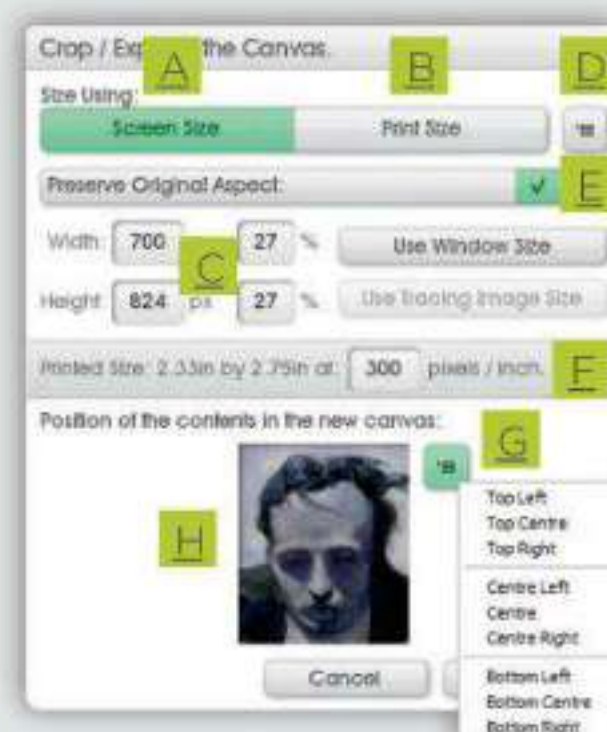 Crop / Exp the Canvas.
A
B
D
Size Using:
Screen Size Print Size
Preserve Original Aspect: E
Width 700 27 % Use Window Size
C
Height 824 px 27 % Use Tracing Image Size
Printed Size: 2.33in by 2.75in at 300 pixels / inch. F
Position of the contents in the new canvas:
G
H
Top Left
Top Centre
Top Right
Centre Left
Centre
Centre Right
Bottom Left
Bottom Centre
Bottom Right
Cancel